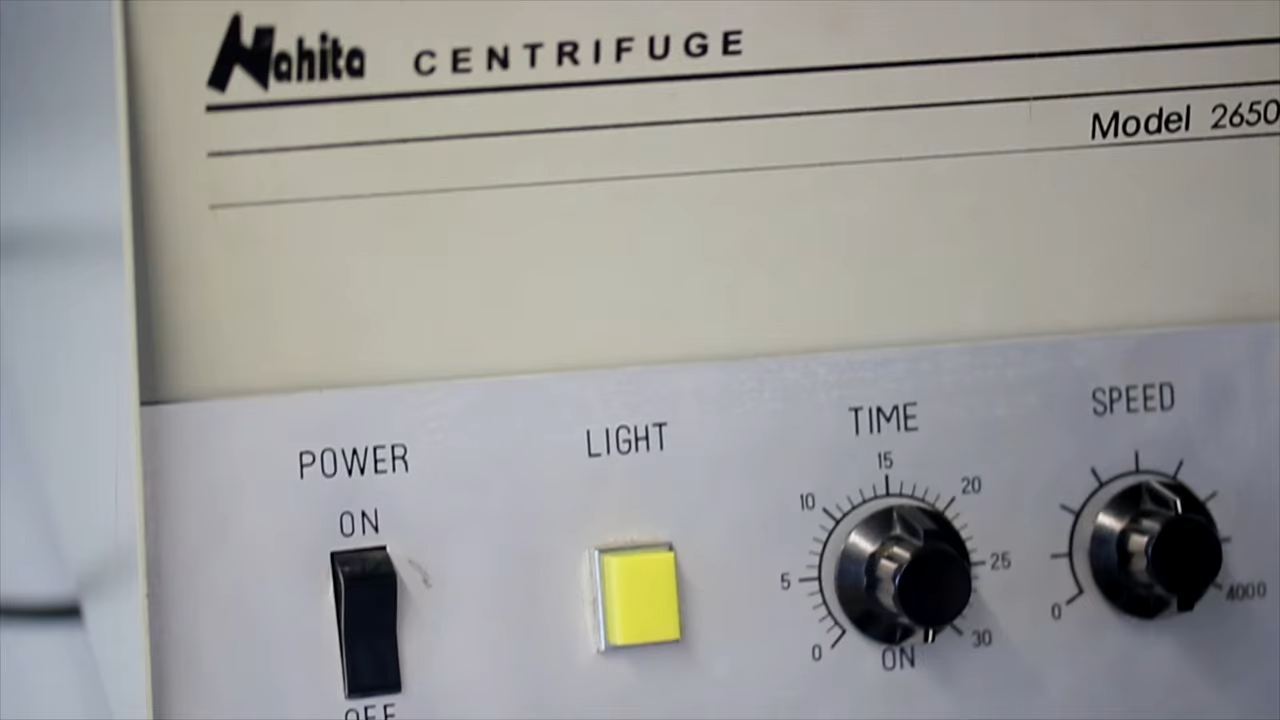 Nahita CENTRIFUGE
Model 2650
POWER
ON
OFF
LIGHT
TIME
0 5 10 15 20 25 30
ON
SPEED
0 4000